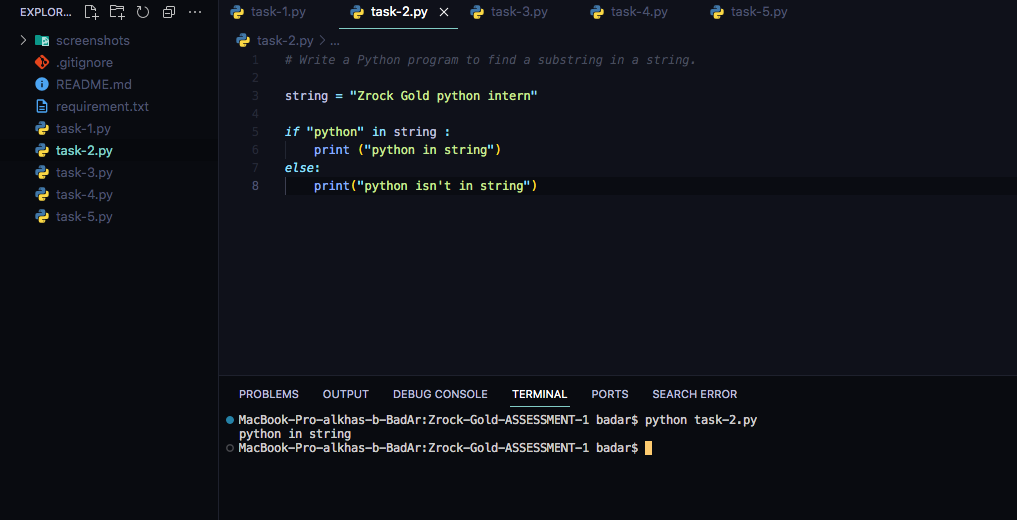 EXPLOR...
screenshots
.gitignore
README.md
requirement.txt
task-1.py
task-2.py
task-3.py
task-4.py
task-5.py
task-1.py task-2.py task-3.py task-4.py task-5.py
task-2.py > ...
1 # Write a Python program to find a substring in a string.
2
3 string = "Zrock Gold python intern"
4
5 if "python" in string :
6 print ("python in string")
7 else:
8 print("python isn't in string")
PROBLEMS OUTPUT DEBUG CONSOLE TERMINAL PORTS SEARCH ERROR
MacBook-Pro-alkhas-b-BadAr:Zrock-Gold-ASSESSMENT-1 badar$ python task-2.py
python in string
MacBook-Pro-alkhas-b-BadAr:Zrock-Gold-ASSESSMENT-1 badar$